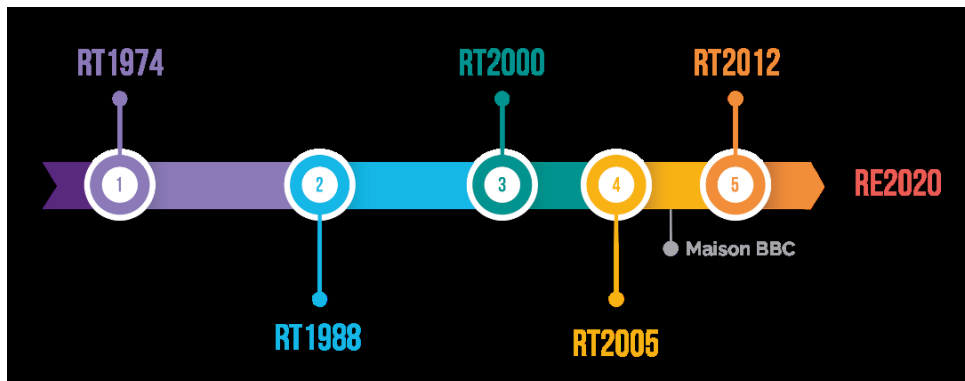 RT1974
RT2000
RT2012
1
2
3
4
5
RE2020
Maison BBC
RT1988
RT2005